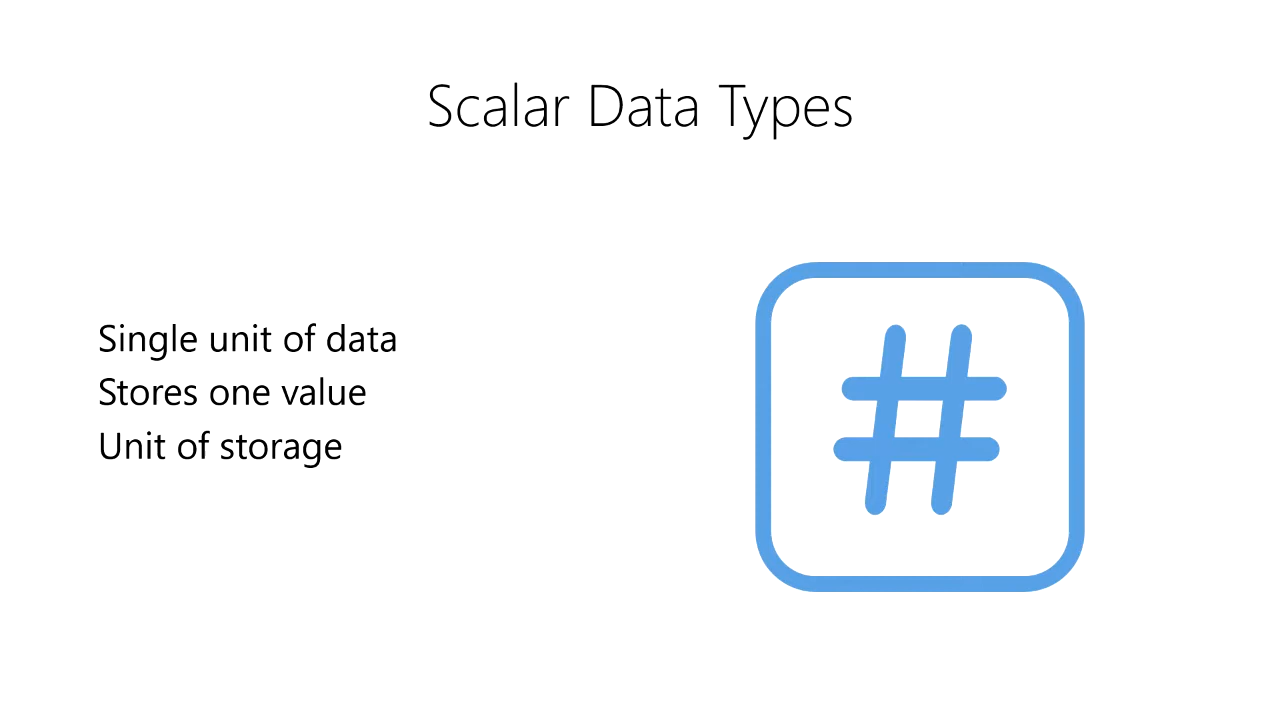 Scalar Data Types
Single unit of data
Stores one value
Unit of storage
#